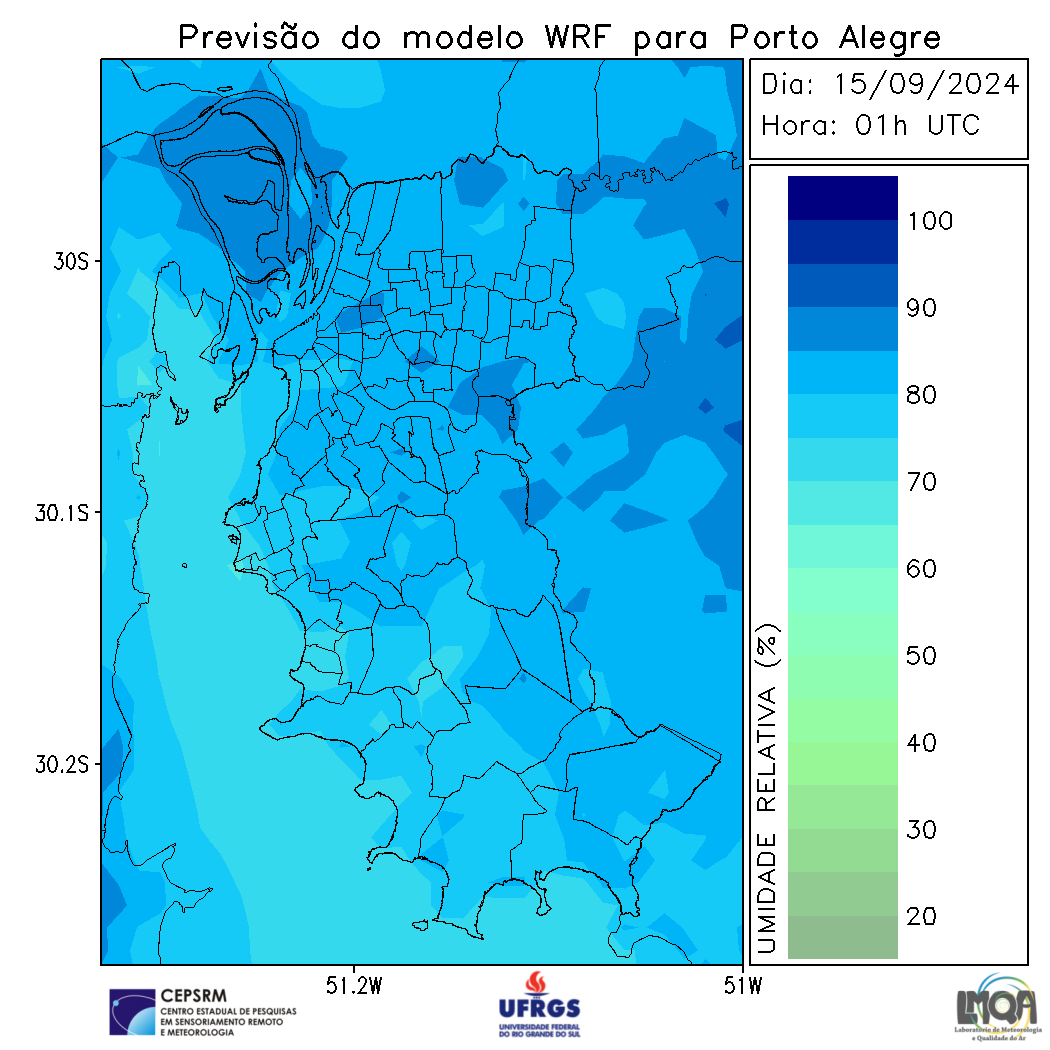 Previsão do modelo WRF para Porto Alegre
Dia: 15/09/2024
Hora: 01h UTC
30S
30.1S
30.2S
51.2W
51W
100
90
80
70
60
50
40
30
20
UMIDADE RELATIVA (%)
CEPSRM
CENTRO ESTADUAL DE PESQUISAS
EM SENSORIAMENTO REMOTO
E METEOROLOGIA
UFRGS
UNIVERSIDADE FEDERAL
DO RIO GRANDE DO SUL
LMQA
Laboratório de Meteorologia
e Qualidade do Ar